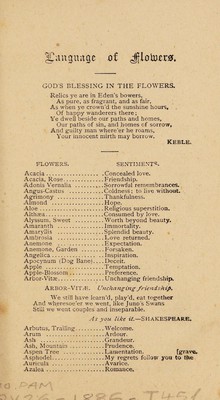 Language of Flowers.
GOD'S BLESSING IN THE FLOWERS.
Relics ye are in Eden's bowers,
As pure, as fragrant, and as fair,
As when ye crown'd the sunshine hours,
Of happy wanderers there;
Ye dwell beside our paths and homes,
Our paths of sin, and homes of sorrow,
And guilty man where'er he roams,
Your innocent mirth may borrow.
KEBLE.
FLOWERS. SENTIMENTS.
Acacia Concealed love.
Acacia, Rose Friendship.
Adonis Vernalis Sorrowful remembrances.
Agnus-Castus Coldness; to live without.
Agrimony Thankfulness.
Almond Hope.
Aloe Religious superstition.
Althæa Consumed by love.
Alyssum, Sweet Worth beyond beauty.
Amaranth Immortality.
Amaryllis Splendid beauty.
Ambrosia Love returned.
Anemone Expectation.
Anemone, Garden Forsaken.
Angelica Inspiration.
Apocynum (Dog Bane) Deceit.
Apple Temptation.
Apple-Blossom Preference.
Arbor-Vitæ Unchanging friendship.
ARBOR-VITÆ. Unchanging friendship.
We still have learn'd, play'd, eat together
And wheresoe'er we went, like Juno's Swans
Still we went couples and inseparable.
As you like it.—SHAKESPEARE.
Arbutus, Trailing Welcome.
Arum Ardour.
Ash Grandeur.
Ash, Mountain Prudence.
Aspen Tree Lamentation. [grave.
Asphodel My regrets follow you to the
Auricula Avarice.
Azalea Romance.